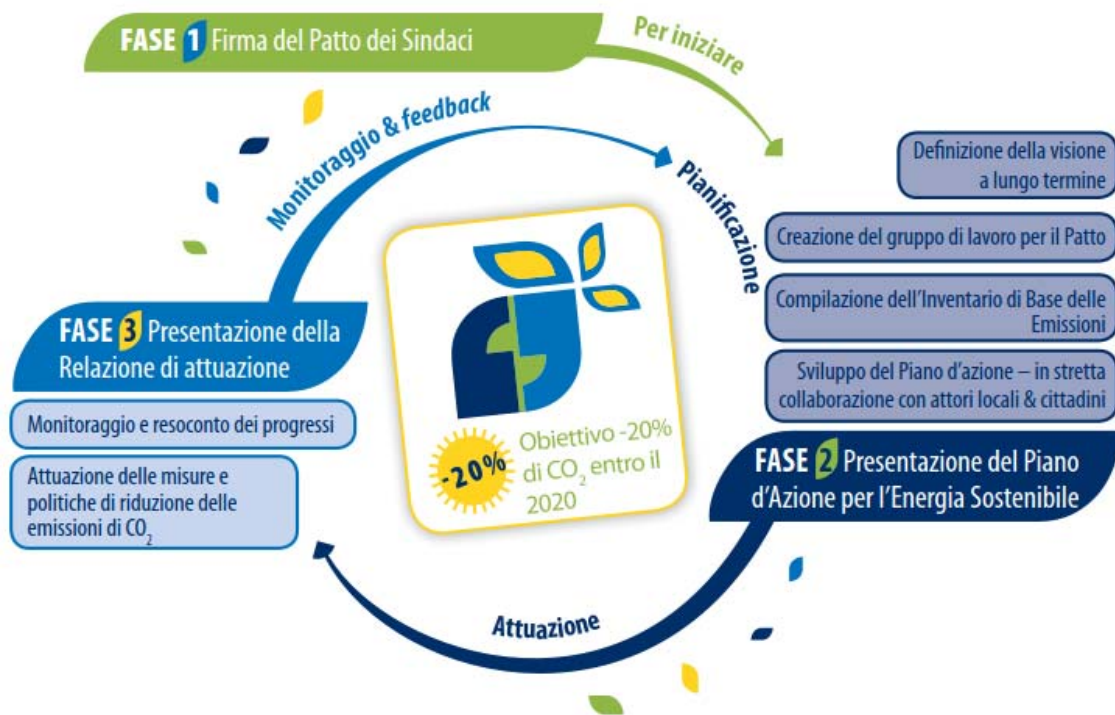 FASE 1 Firma del Patto dei Sindaci
Per iniziare
Monitoraggio & feedback
Pianificazione
Definizione della visione
a lungo termine
Creazione del gruppo di lavoro per il Patto
Compilazione dell'Inventario di Base delle
Emissioni
Sviluppo del Piano d'azione – in stretta
collaborazione con attori locali & cittadini
FASE 2 Presentazione del Piano
d'Azione per l'Energia Sostenibile
Attuazione
FASE 3 Presentazione della
Relazione di attuazione
Monitoraggio e resoconto dei progressi
Attuazione delle misure e
politiche di riduzione delle
emissioni di CO₂
-20%
Obiettivo -20%
di CO₂ entro il
2020